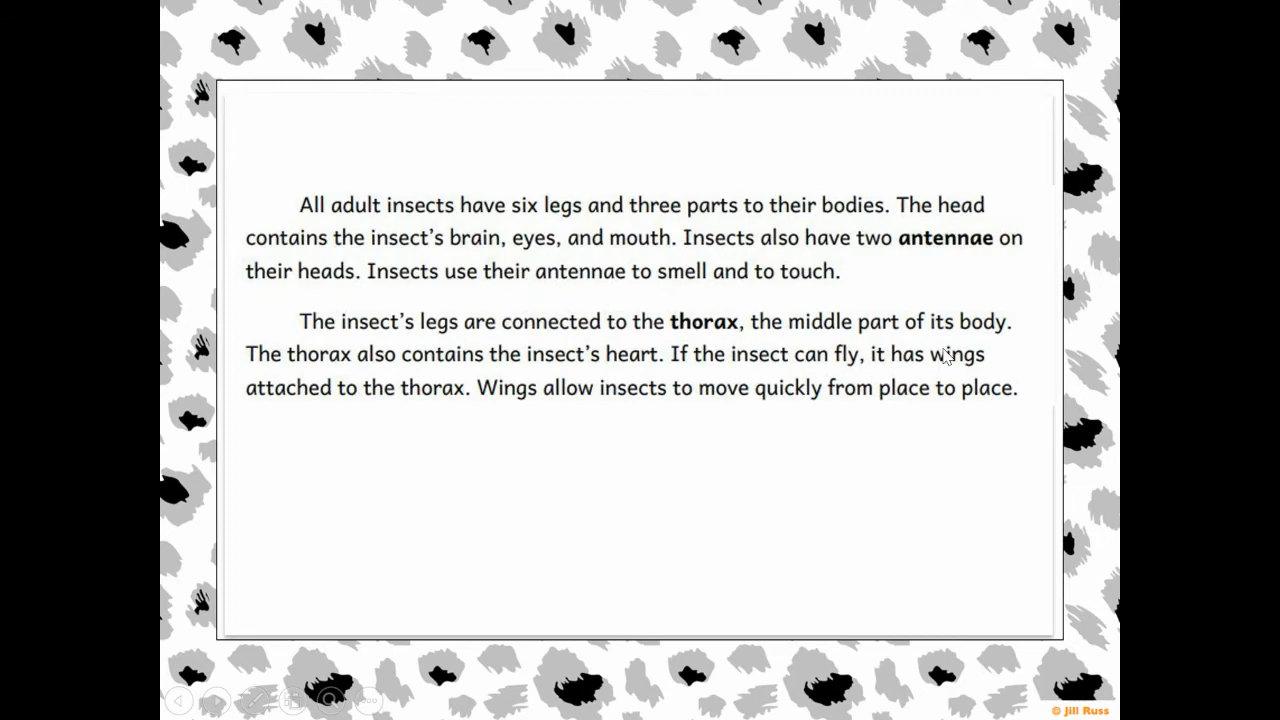 All adult insects have six legs and three parts to their bodies. The head
contains the insect’s brain, eyes, and mouth. Insects also have two antennae on
their heads. Insects use their antennae to smell and to touch.
The insect’s legs are connected to the thorax, the middle part of its body.
The thorax also contains the insect’s heart. If the insect can fly, it has wings
attached to the thorax. Wings allow insects to move quickly from place to place.
© Jill Russ